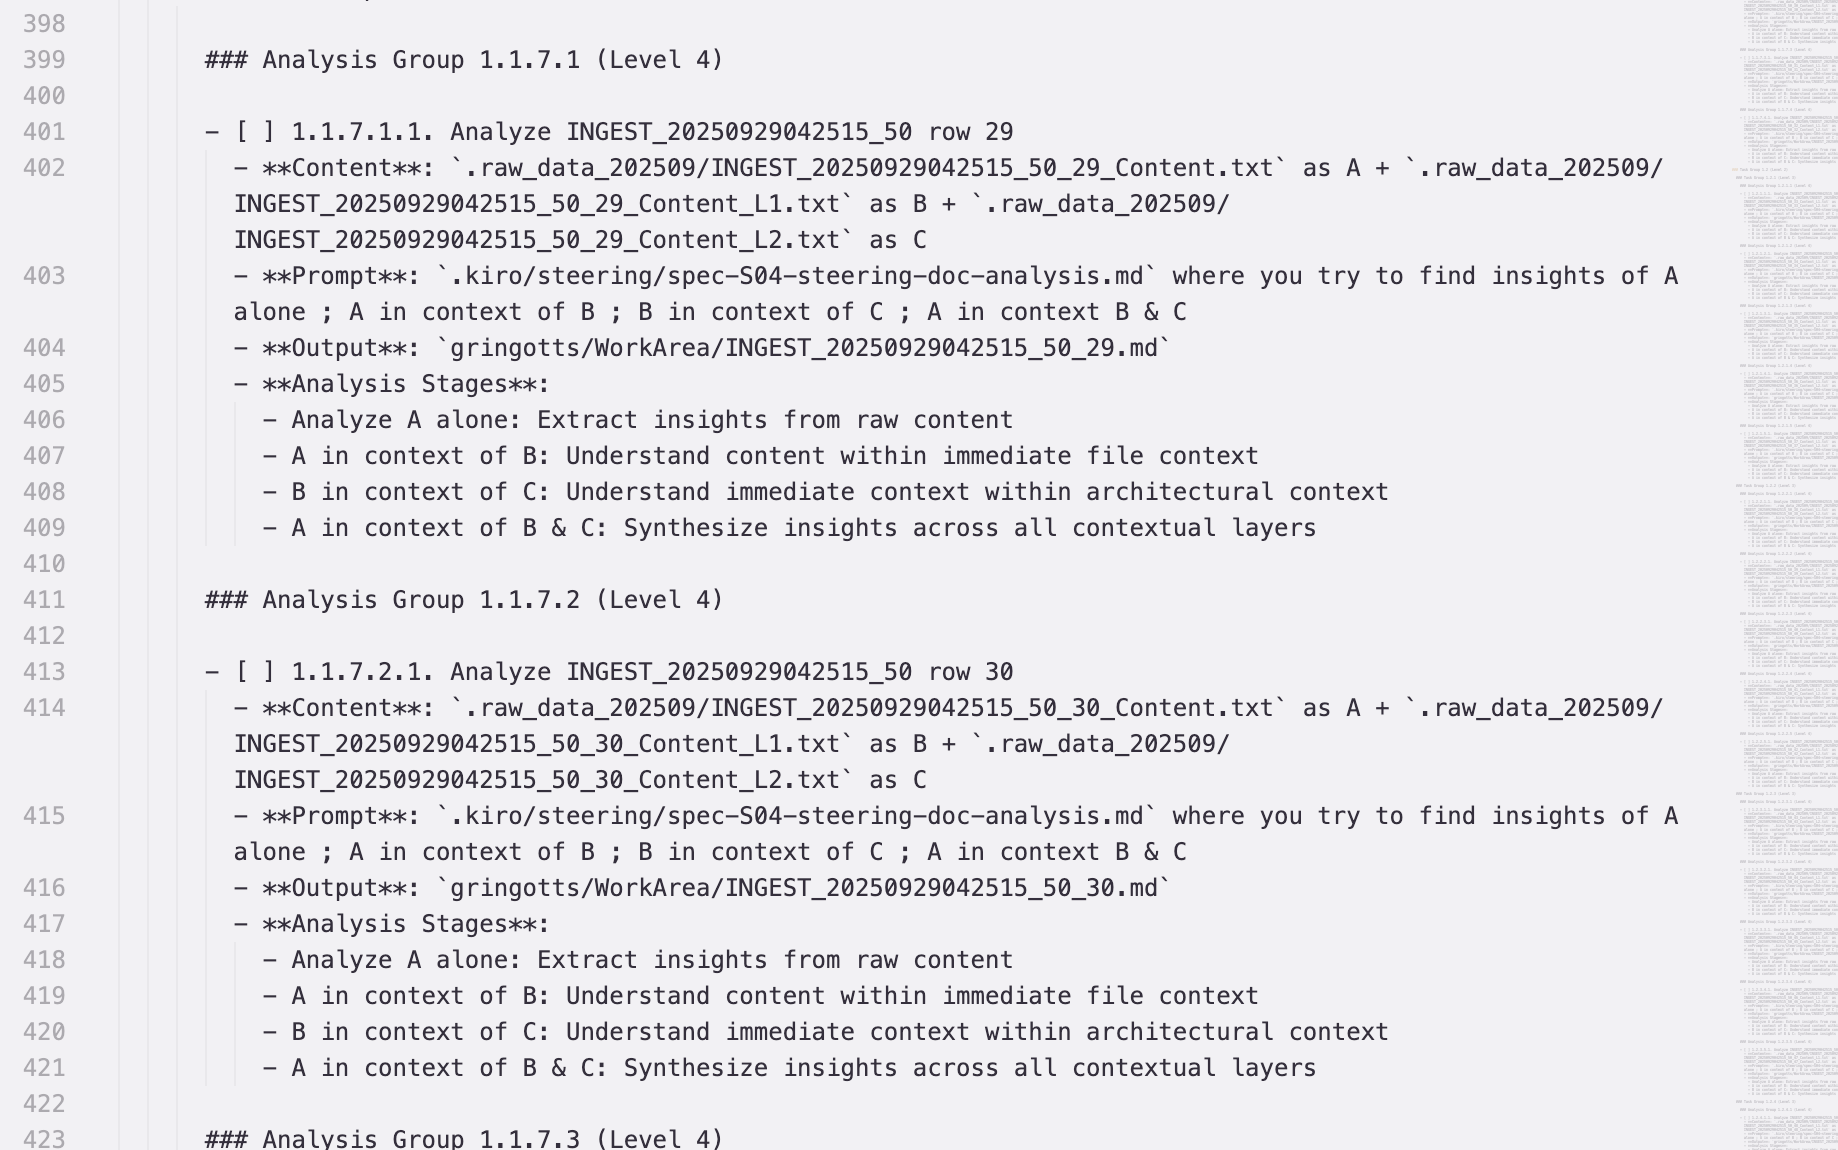 398
399 ### Analysis Group 1.1.7.1 (Level 4)
400
401 - [ ] 1.1.7.1.1. Analyze INGEST_20250929042515_50 row 29
402 - **Content**: `.raw_data_202509/INGEST_20250929042515_50_29_Content.txt` as A + `.raw_data_202509/
INGEST_20250929042515_50_29_Content_L1.txt` as B + `.raw_data_202509/
INGEST_20250929042515_50_29_Content_L2.txt` as C
403 - **Prompt**: `.kiro/steering/spec-S04-steering-doc-analysis.md` where you try to find insights of A
alone ; A in context of B ; B in context of C ; A in context B & C
404 - **Output**: `gringotts/WorkArea/INGEST_20250929042515_50_29.md`
405 - **Analysis Stages**:
406 - Analyze A alone: Extract insights from raw content
407 - A in context of B: Understand content within immediate file context
408 - B in context of C: Understand immediate context within architectural context
409 - A in context of B & C: Synthesize insights across all contextual layers
410
411 ### Analysis Group 1.1.7.2 (Level 4)
412
413 - [ ] 1.1.7.2.1. Analyze INGEST_20250929042515_50 row 30
414 - **Content**: `.raw_data_202509/INGEST_20250929042515_50_30_Content.txt` as A + `.raw_data_202509/
INGEST_20250929042515_50_30_Content_L1.txt` as B + `.raw_data_202509/
INGEST_20250929042515_50_30_Content_L2.txt` as C
415 - **Prompt**: `.kiro/steering/spec-S04-steering-doc-analysis.md` where you try to find insights of A
alone ; A in context of B ; B in context of C ; A in context B & C
416 - **Output**: `gringotts/WorkArea/INGEST_20250929042515_50_30.md`
417 - **Analysis Stages**:
418 - Analyze A alone: Extract insights from raw content
419 - A in context of B: Understand content within immediate file context
420 - B in context of C: Understand immediate context within architectural context
421 - A in context of B & C: Synthesize insights across all contextual layers
422
423 ### Analysis Group 1.1.7.3 (Level 4)